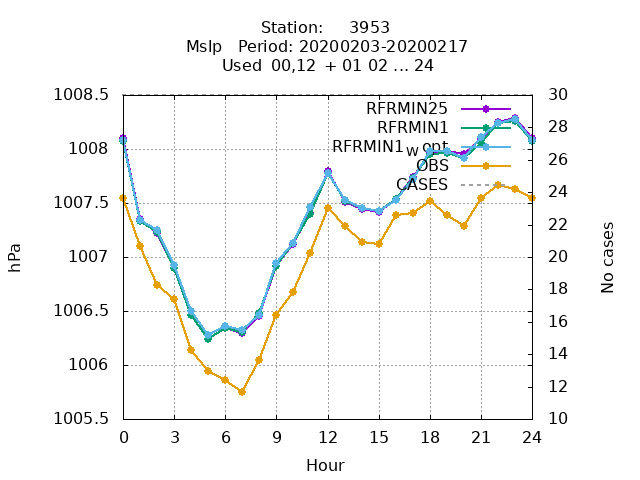 Station: 3953
Mslp Period: 20200203-20200217
Used 00,12 + 01 02 ... 24
1008.5
1008
1007.5
1007
1006.5
1006
1005.5
hPa
RFRMIN25
RFRMIN1
RFRMIN1W opt
OBS
CASES
30
28
26
24
22
20
18
16
14
12
10
No cases
0 3 6 9 12 15 18 21 24
Hour